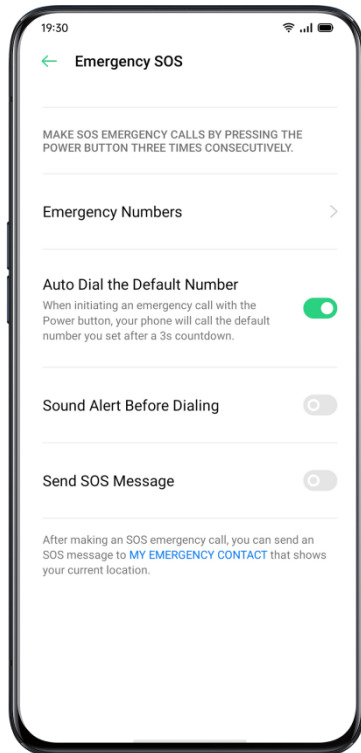 19:30
Emergency SOS
MAKE SOS EMERGENCY CALLS BY PRESSING THE
POWER BUTTON THREE TIMES CONSECUTIVELY.
Emergency Numbers
Auto Dial the Default Number
When initiating an emergency call with the
Power button, your phone will call the default
number you set after a 3s countdown.
Sound Alert Before Dialing
Send SOS Message
After making an SOS emergency call, you can send an
SOS message to MY EMERGENCY CONTACT that shows
your current location.